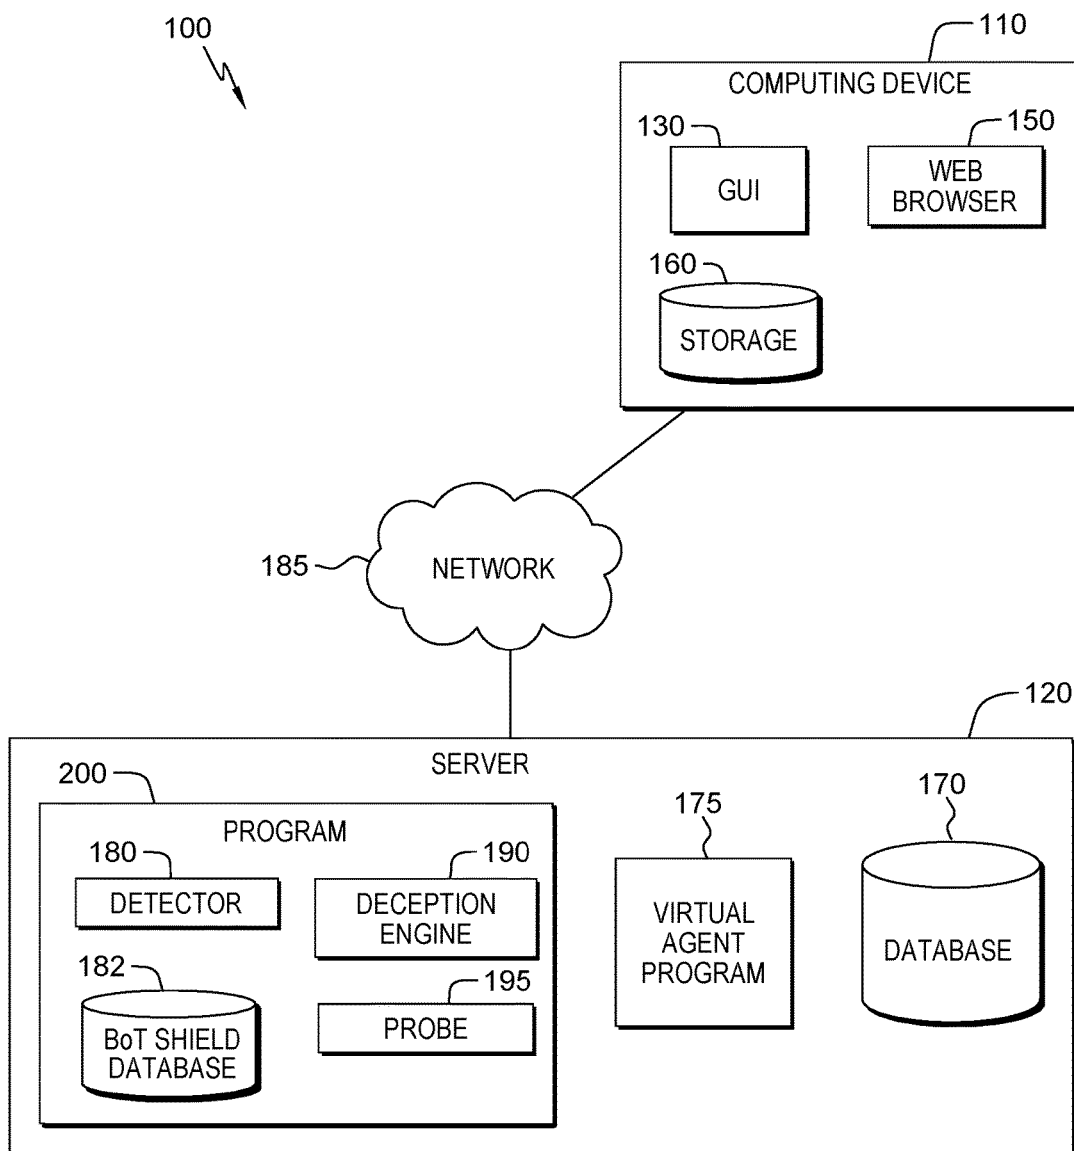 100
110
COMPUTING DEVICE
130
150
GUI
WEB
BROWSER
160
STORAGE
185
NETWORK
120
SERVER
200
175
170
PROGRAM
180
190
DETECTOR
DECEPTION
ENGINE
VIRTUAL
AGENT
PROGRAM
DATABASE
182
195
BoT SHIELD
DATABASE
PROBE